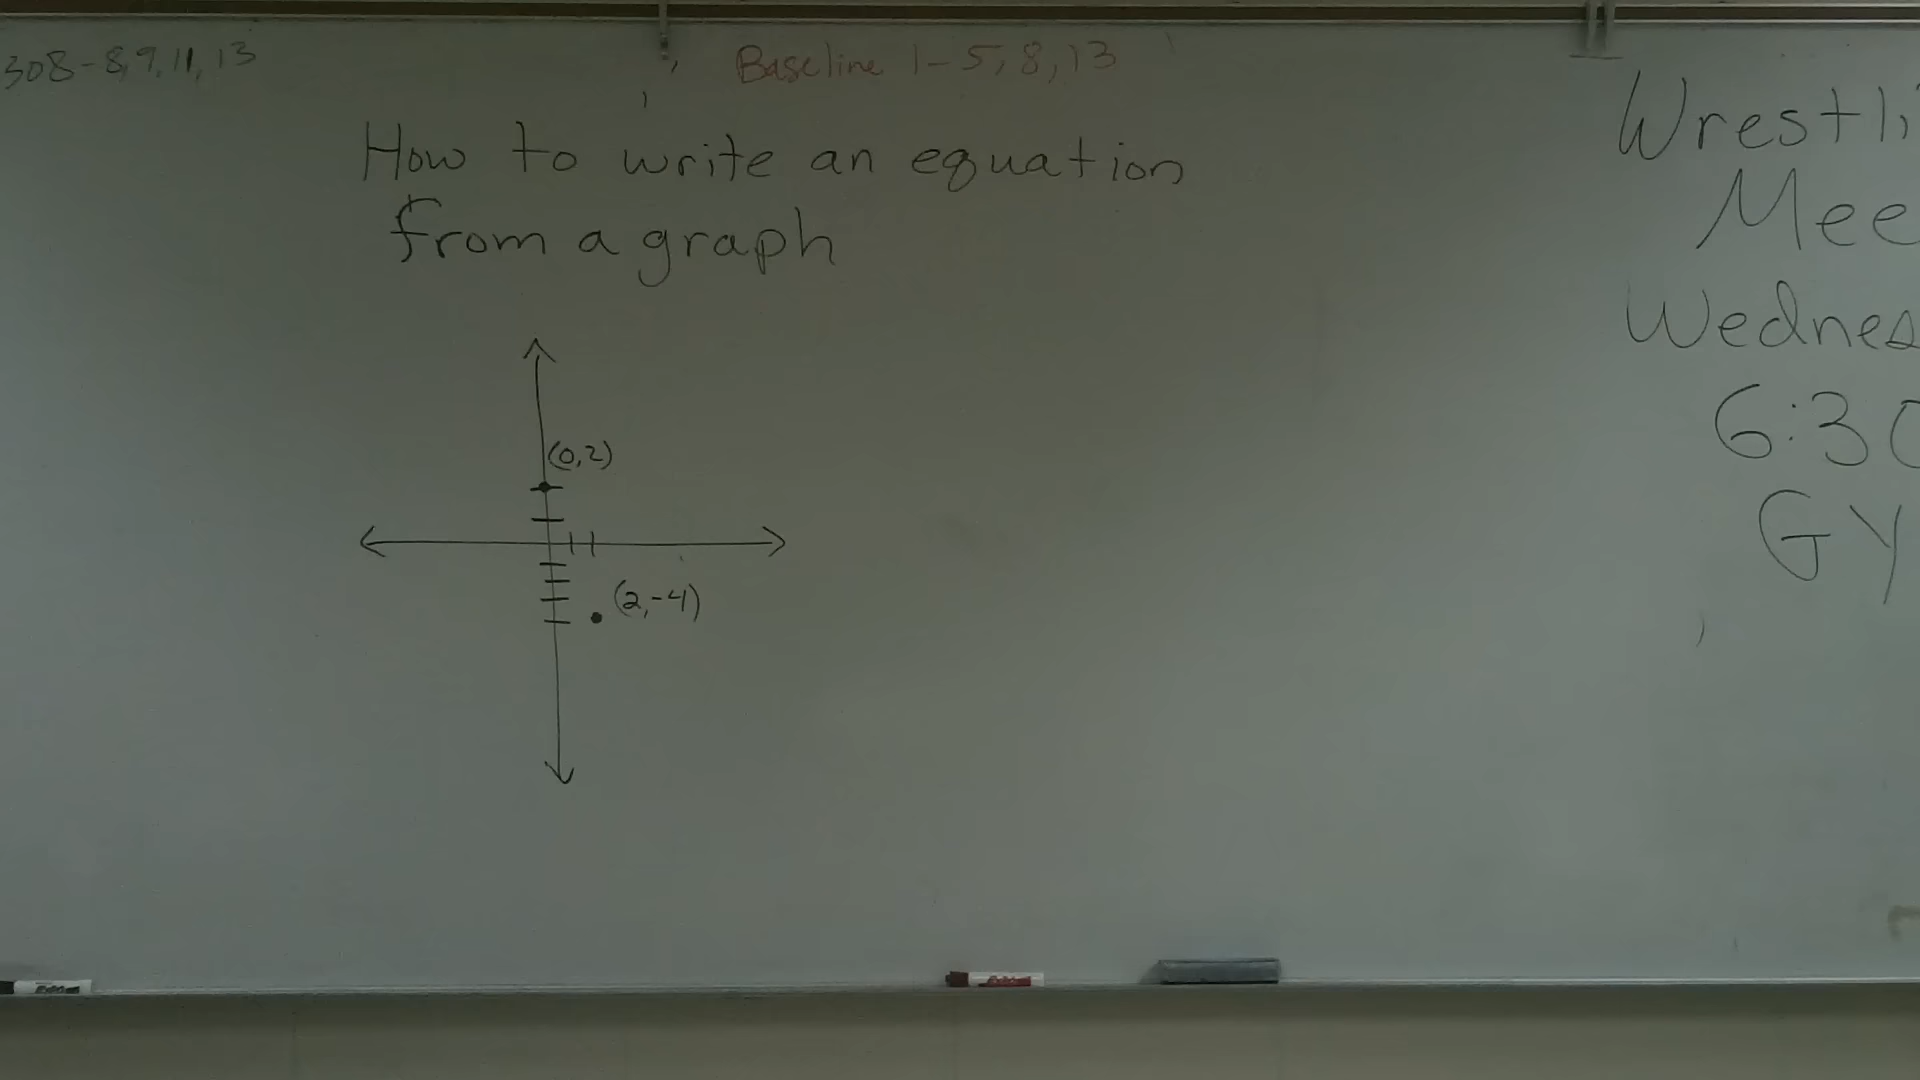 308-8,9,11,13
Baseline 1-5,8,13
How to write an equation
from a graph
(0,2)
(2,-4)
Wrestli
Mee
Wednes
6:30
GY